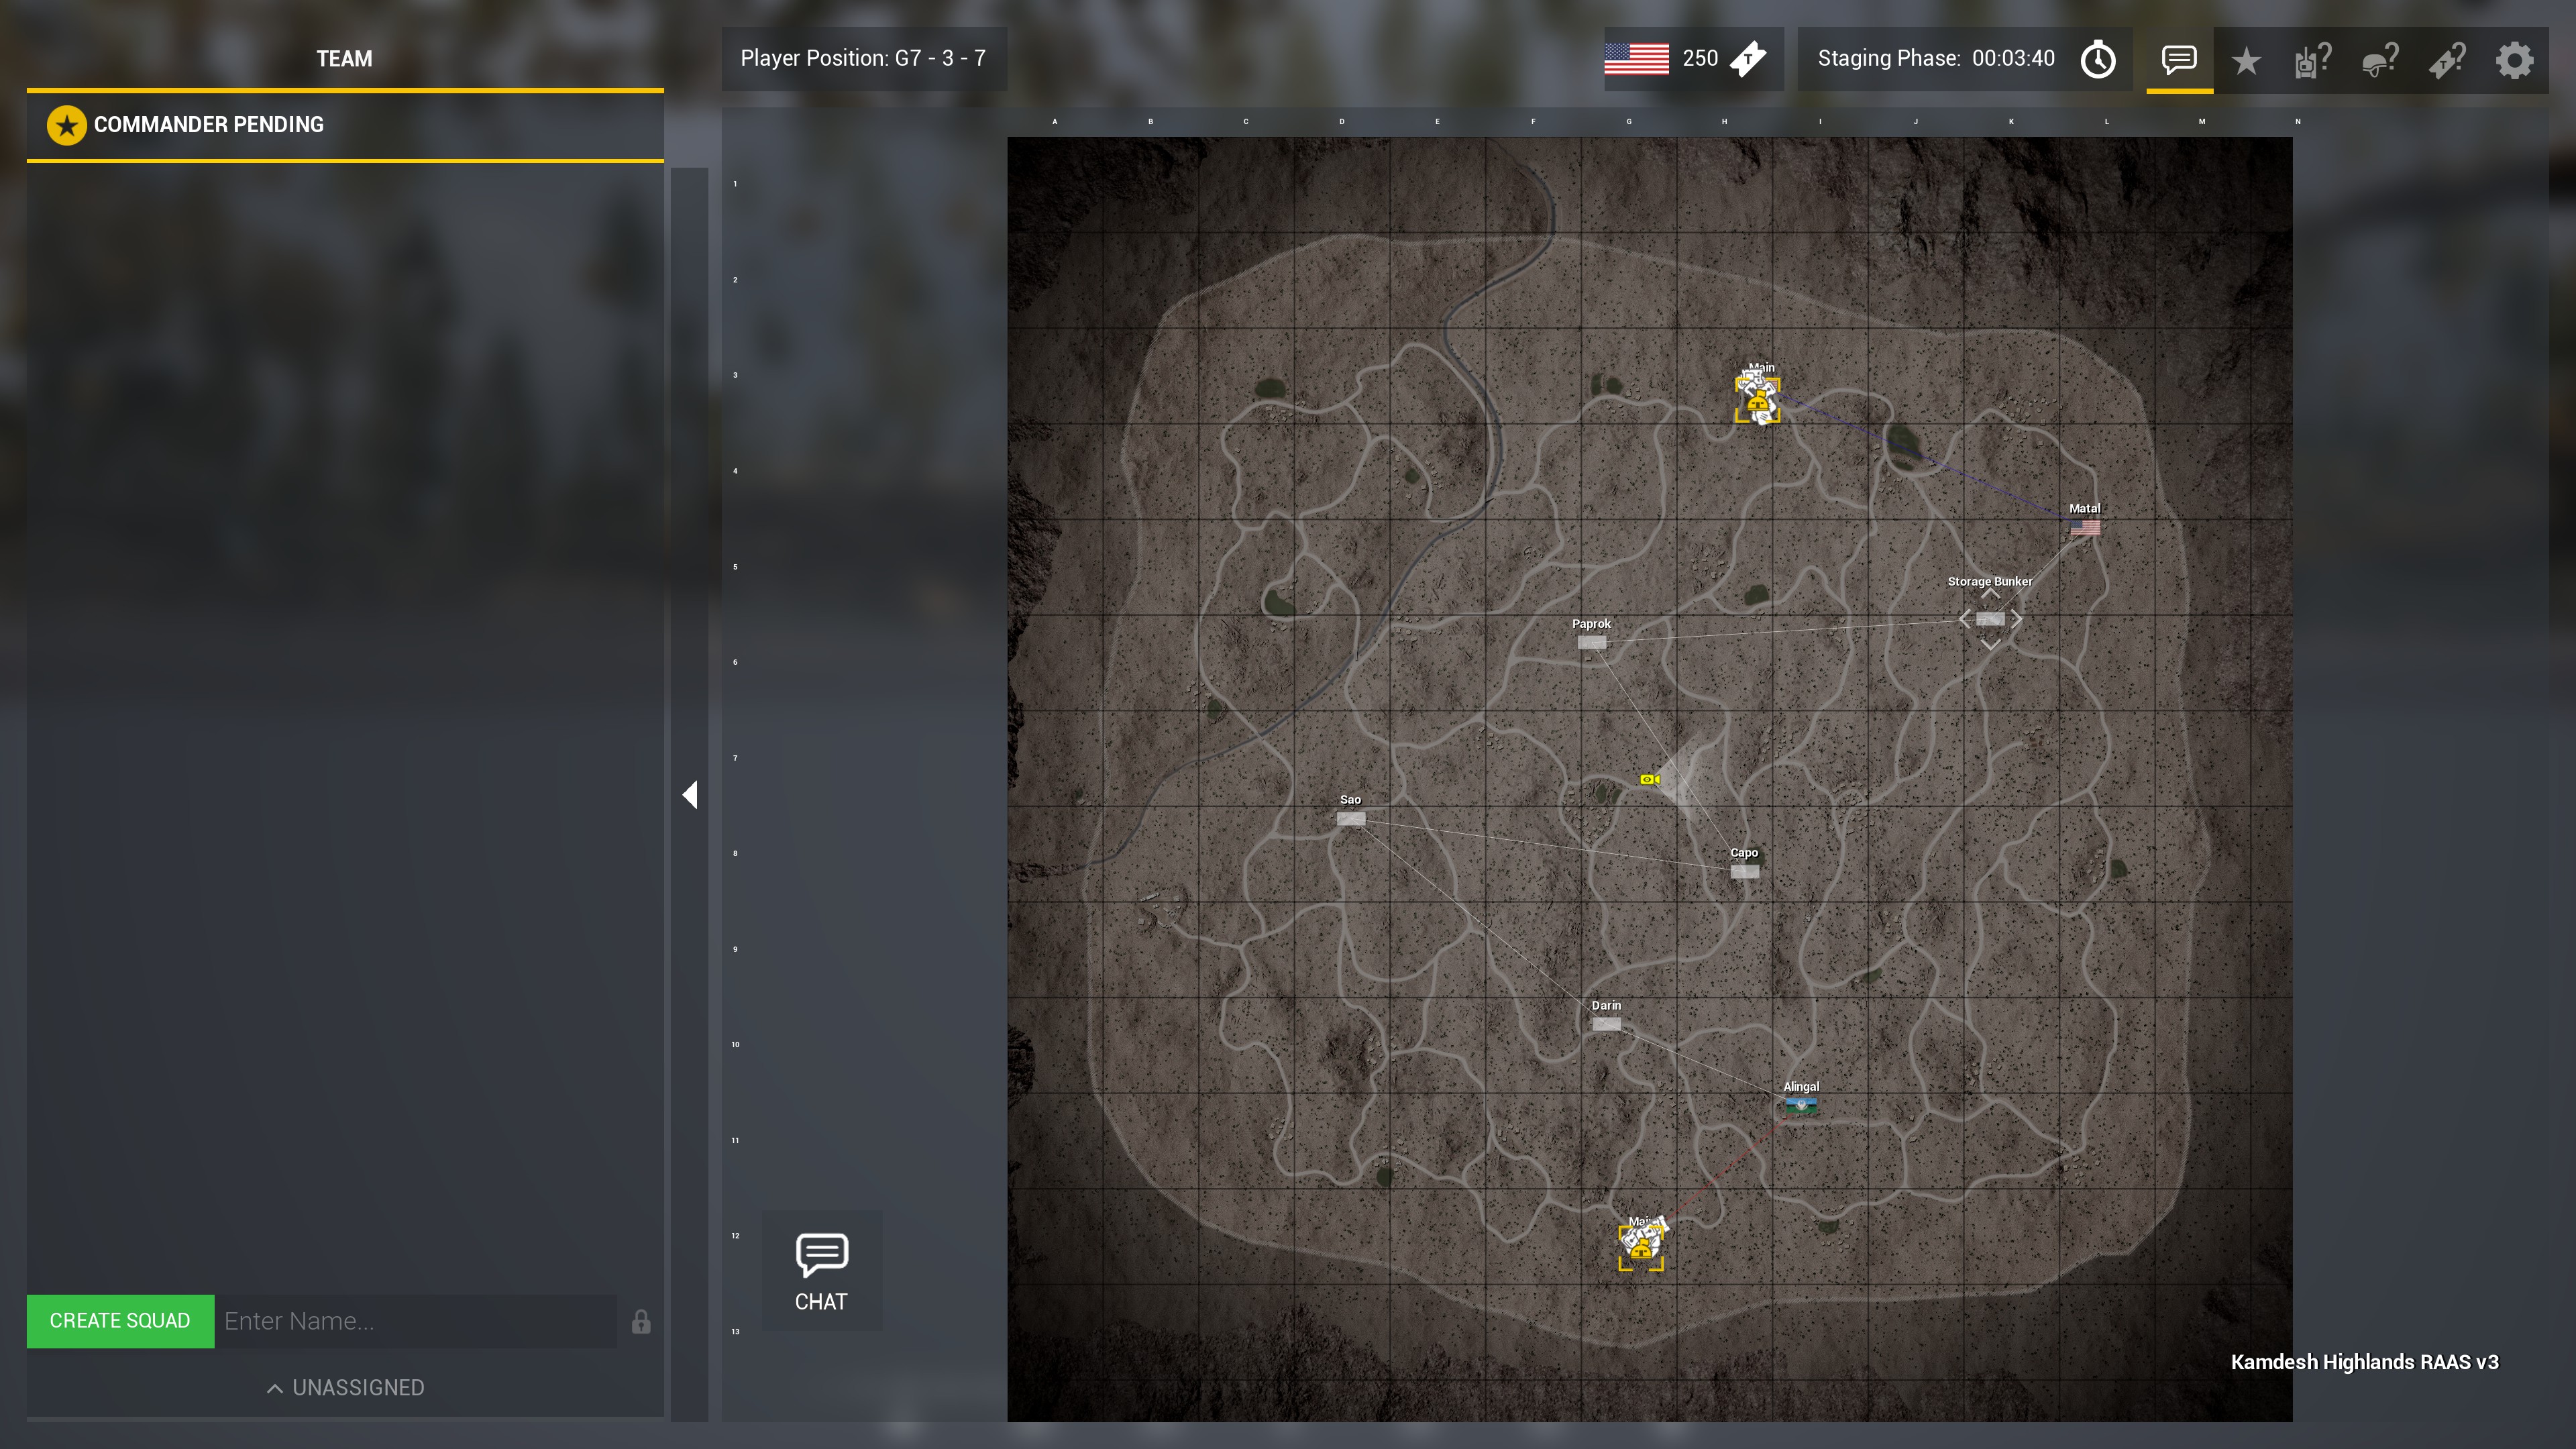 TEAM
Player Position: G7 - 3 - 7
250
T
Staging Phase: 00:03:40
? ? ?
COMMANDER PENDING
A B C D E F G H I J K L M N
1
2
3
Main
4
Matal
5
Storage Bunker
Paprok
6
7
Sao
8
Capo
9
Darin
10
Alingal
11
Main
12
CHAT
13
CREATE SQUAD Enter Name...
Kamdesh Highlands RAAS v3
UNASSIGNED